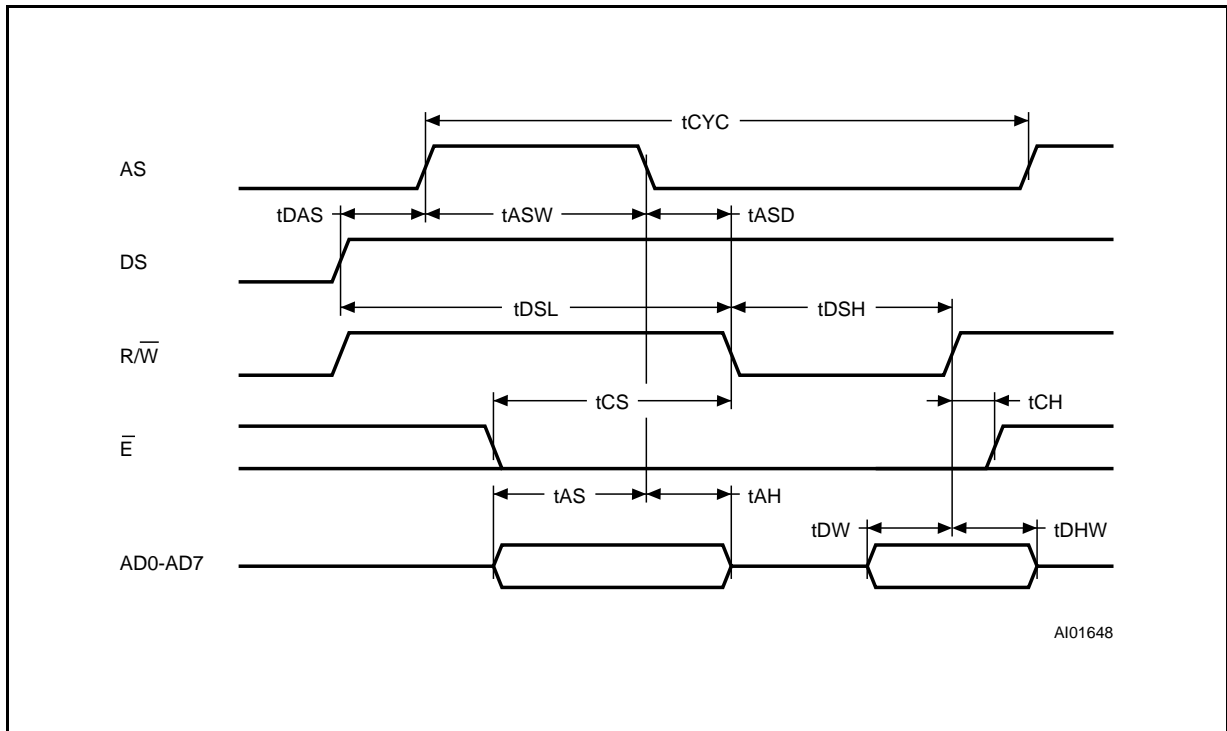 tCYC
AS
tDAS tASW tASD
DS
tDSL tDSH
R/W̅
tCS tCH
E̅
tAS tAH
tDW tDHW
AD0-AD7
AI01648